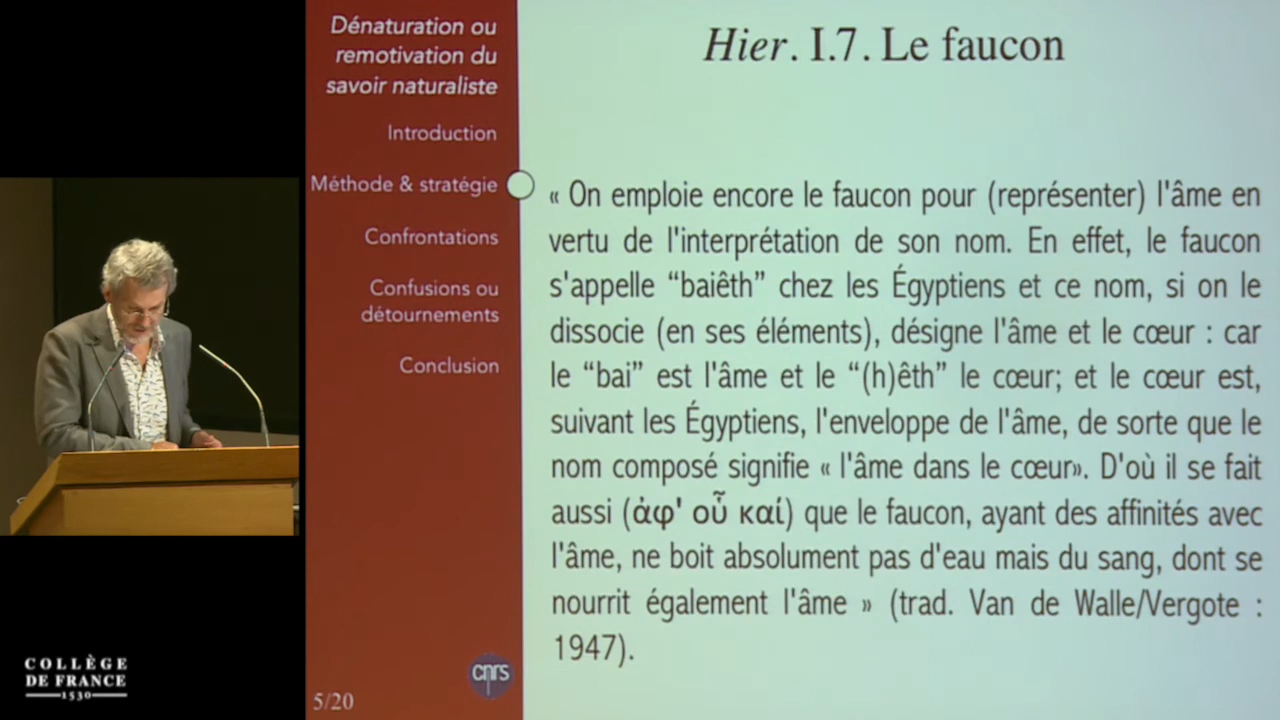 Dénaturation ou
remotivation du
savoir naturaliste
Introduction
Méthode & stratégie
Confrontations
Confusions ou
détournements
Conclusion
cnrs
5/20
Hier. I.7. Le faucon
« On emploie encore le faucon pour (représenter) l'âme en
vertu de l'interprétation de son nom. En effet, le faucon
s'appelle “baiêth” chez les Égyptiens et ce nom, si on le
dissocie (en ses éléments), désigne l'âme et le cœur : car
le “bai” est l'âme et le “(h)êth” le cœur; et le cœur est,
suivant les Égyptiens, l'enveloppe de l'âme, de sorte que le
nom composé signifie « l'âme dans le cœur». D'où il se fait
aussi (ἀφ' οὗ καί) que le faucon, ayant des affinités avec
l'âme, ne boit absolument pas d'eau mais du sang, dont se
nourrit également l'âme » (trad. Van de Walle/Vergote :
1947).
COLLÈGE
DE FRANCE
1530